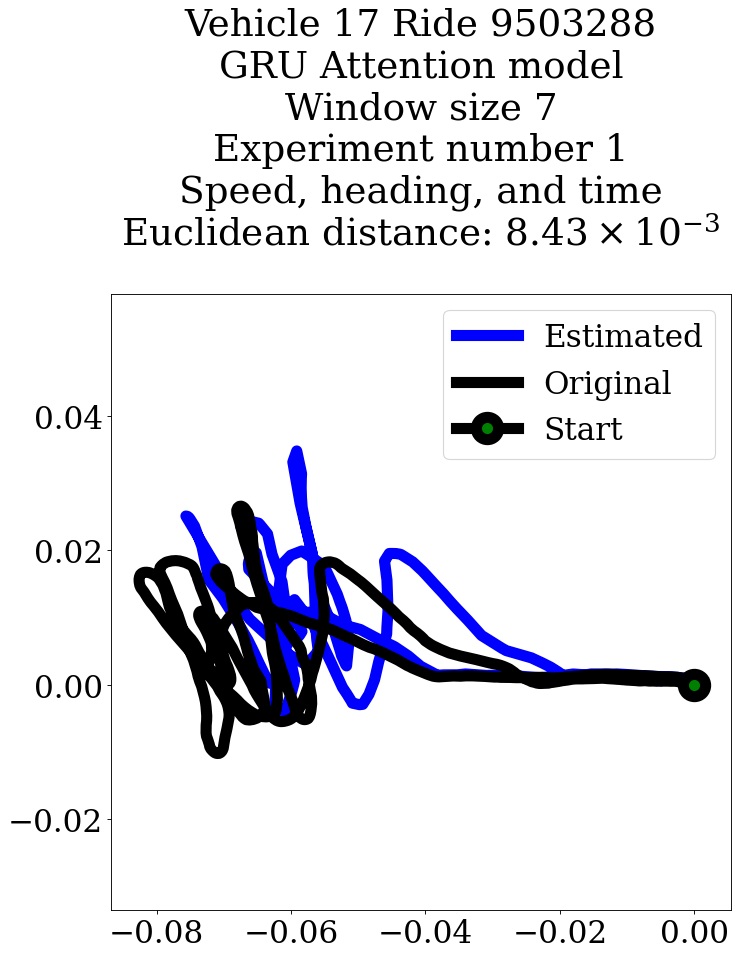 Vehicle 17 Ride 9503288
GRU Attention model
Window size 7
Experiment number 1
Speed, heading, and time
Euclidean distance: 8.43 × 10⁻³
Estimated
Original
Start
0.04
0.02
0.00
−0.02
−0.08 −0.06 −0.04 −0.02 0.00